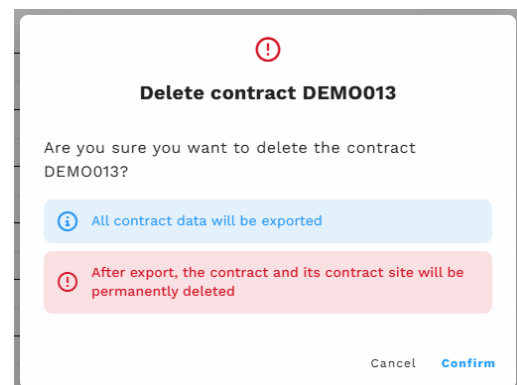 Delete contract DEMO013
Are you sure you want to delete the contract
DEMO013?
All contract data will be exported
After export, the contract and its contract site will be
permanently deleted
Cancel Confirm